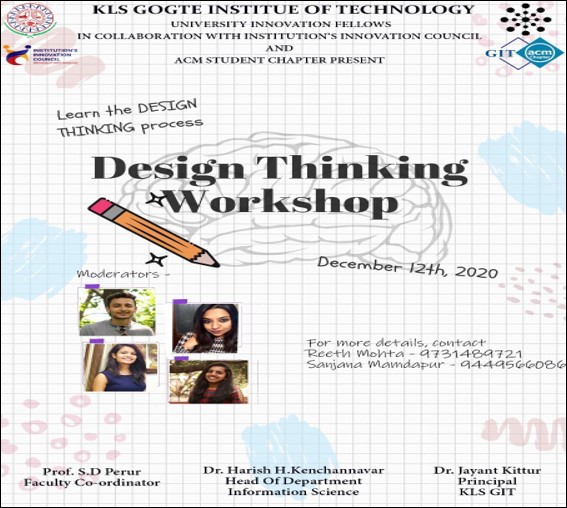 KLS GOGTE INSTITUE OF TECHNOLOGY
UNIVERSITY INNOVATION FELLOWS
IN COLLABORATION WITH INSTITUTION'S INNOVATION COUNCIL
AND
ACM STUDENT CHAPTER PRESENT
INSTITUTION'S
INNOVATION
COUNCIL
GIT
acm
Chapter
Learn the DESIGN
THINKING process
Design Thinking
Workshop
December 12th, 2020
Moderators -
For more details, contact
Reeth Mohta - 9731489721
Sanjana Mamdapur - 9449566086
Prof. S.D Perur
Faculty Co-ordinator
Dr. Harish H.Kenchannavar
Head Of Department
Information Science
Dr. Jayant Kittur
Principal
KLS GIT